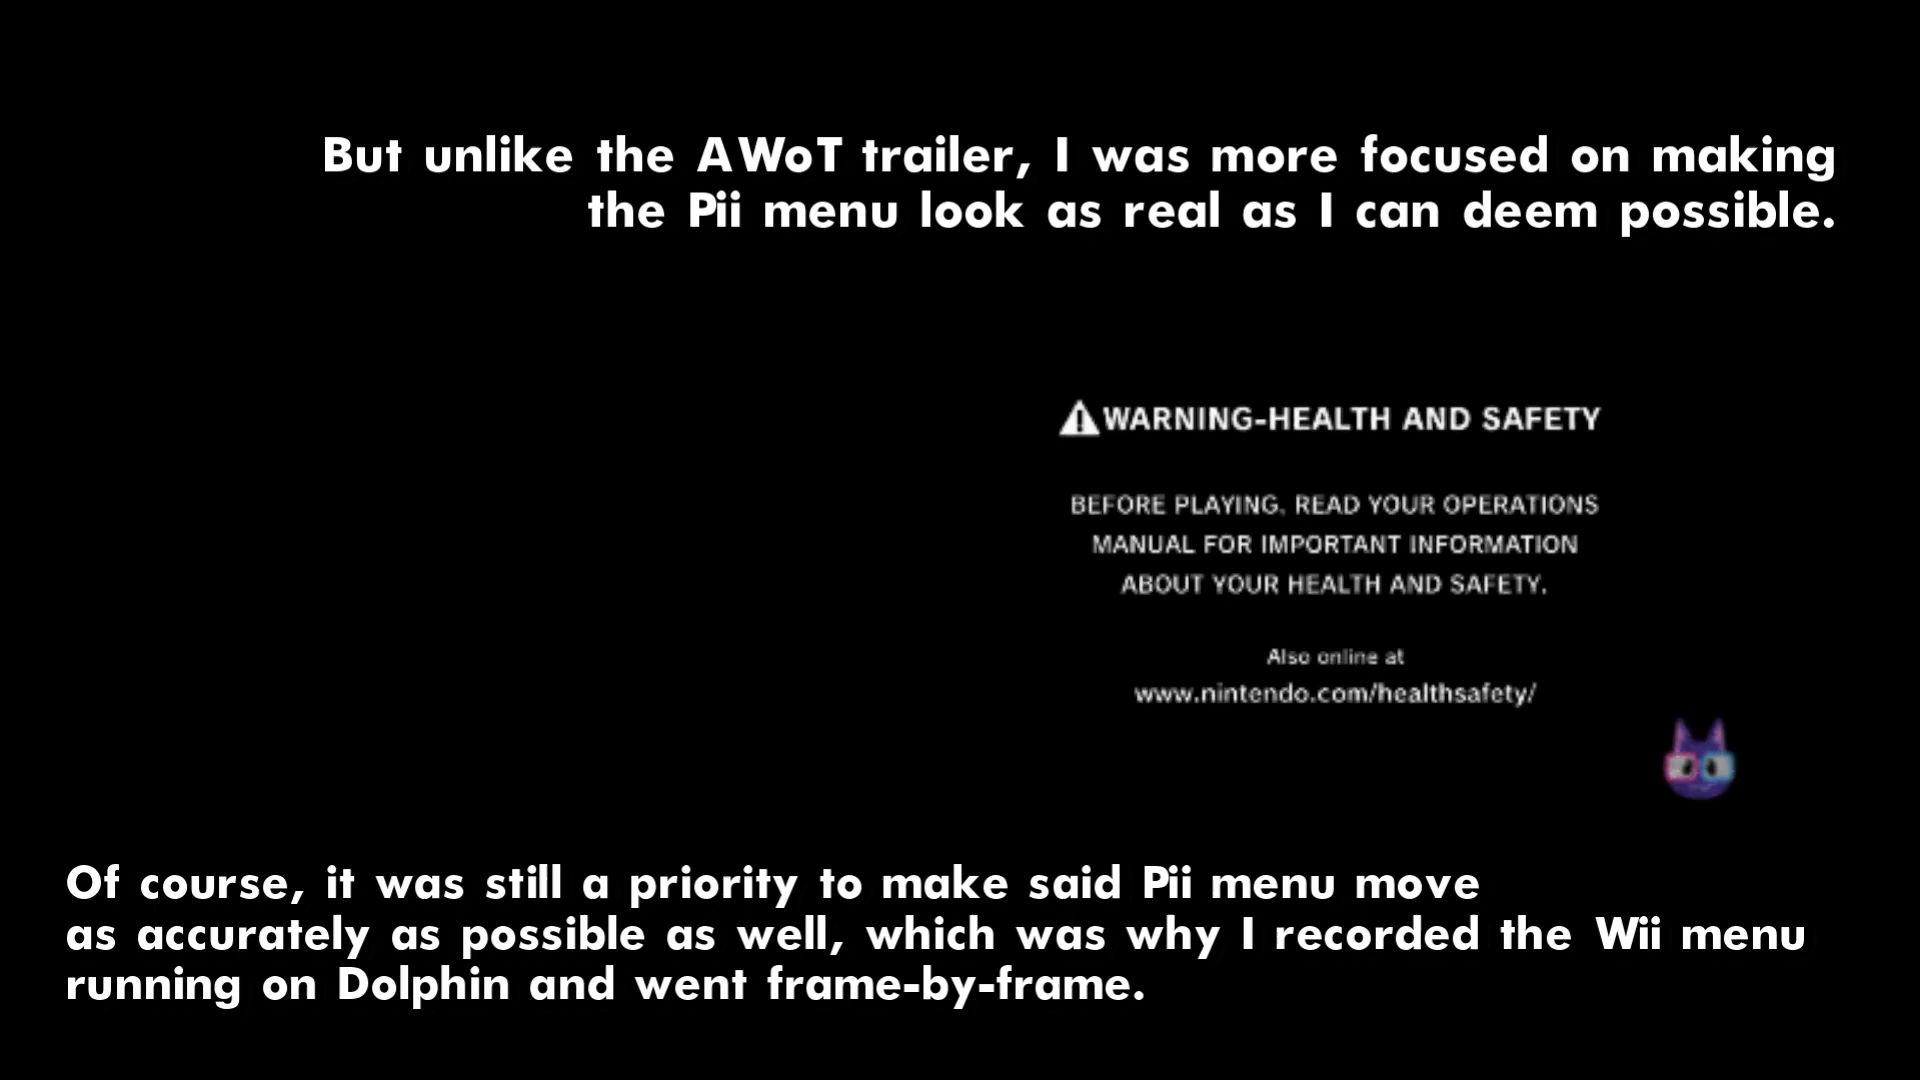 But unlike the AWoT trailer, I was more focused on making
the Pii menu look as real as I can deem possible.
WARNING-HEALTH AND SAFETY
BEFORE PLAYING, READ YOUR OPERATIONS
MANUAL FOR IMPORTANT INFORMATION
ABOUT YOUR HEALTH AND SAFETY.
Also online at
www.nintendo.com/healthsafety/
Of course, it was still a priority to make said Pii menu move
as accurately as possible as well, which was why I recorded the Wii menu
running on Dolphin and went frame-by-frame.